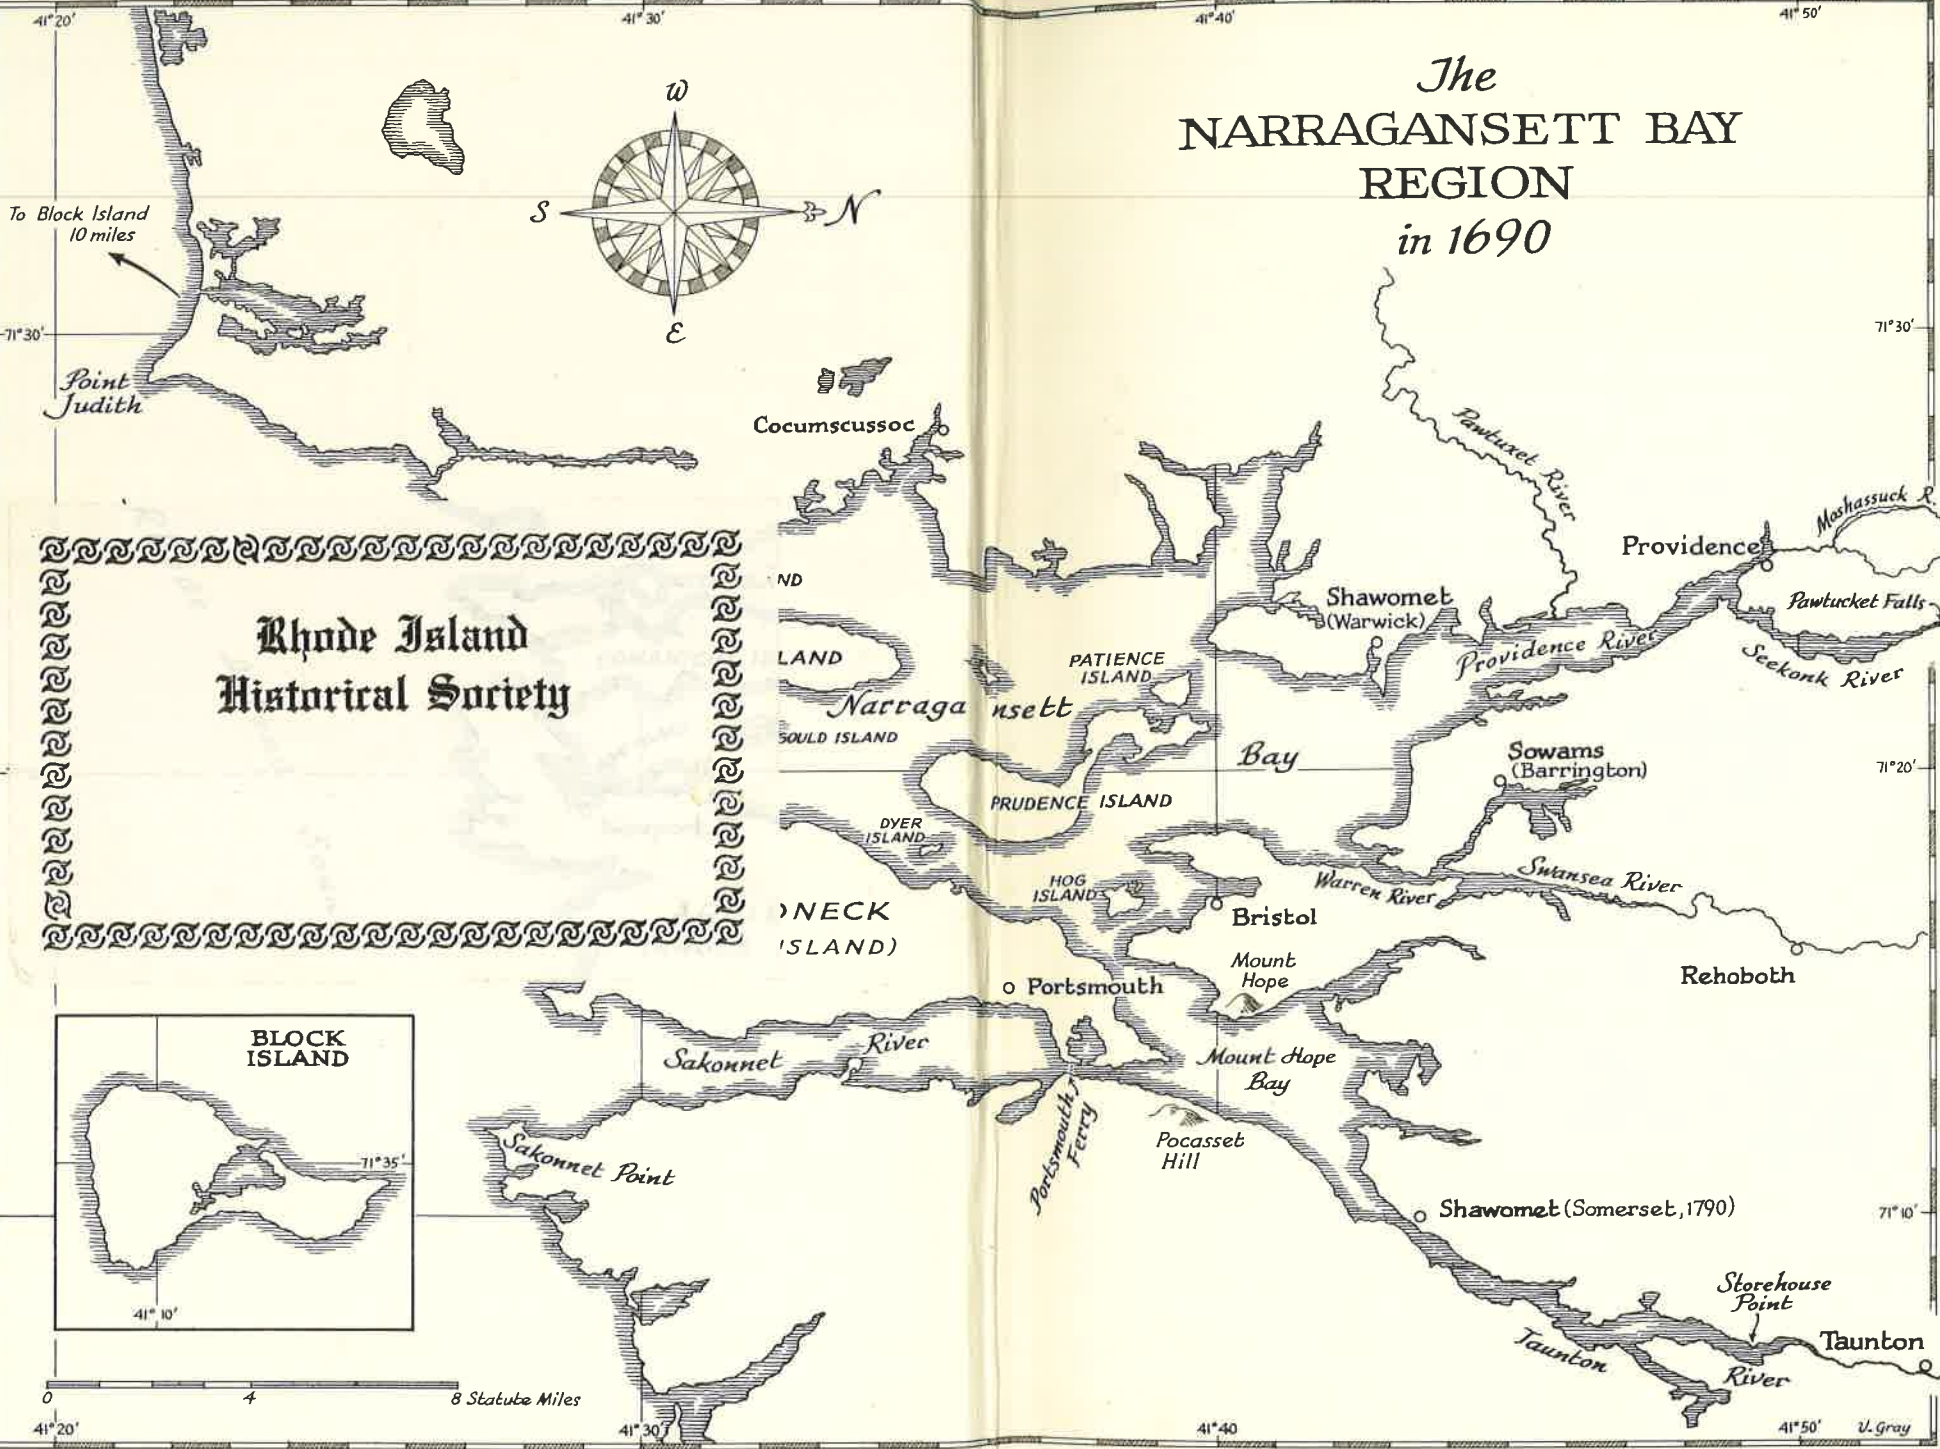 41°20'
41°30'
41°40'
41°50'
The
NARRAGANSETT BAY
REGION
in 1690
W
S
N
E
To Block Island
10 miles
71°30'
71°30'
Point
Judith
Cocumscussoc
Pawtuxet River
Moshassuck R.
Providence
Pawtucket Falls
Seekonk River
Providence River
Shawomet
(Warwick)
Rhode Island
Historical Society
ND
LAND
PATIENCE
ISLAND
Narragansett
Bay
GOULD ISLAND
PRUDENCE ISLAND
DYER
ISLAND
HOG
ISLAND
Sowams
(Barrington)
71°20'
Warren River
Swansea River
Bristol
NECK
ISLAND)
Mount
Hope
Rehoboth
Portsmouth
BLOCK
ISLAND
71°35'
41° 10'
Sakonnet River
Mount Hope
Bay
Portsmouth
Ferry
Pocasset
Hill
Sakonnet Point
Shawomet (Somerset, 1790)
71°10'
Storehouse
Point
Taunton
Taunton River
0 4 8 Statute Miles
41°20'
41°30'
41°40'
41°50'
V. Gray